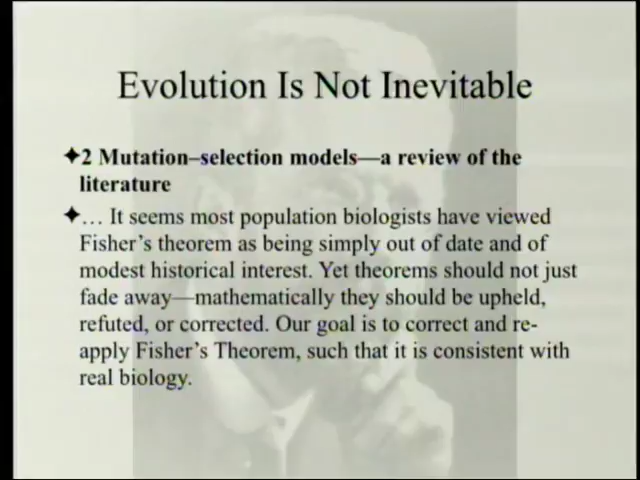 Evolution Is Not Inevitable
✦2 Mutation–selection models—a review of the
literature
✦… It seems most population biologists have viewed
Fisher's theorem as being simply out of date and of
modest historical interest. Yet theorems should not just
fade away—mathematically they should be upheld,
refuted, or corrected. Our goal is to correct and re-
apply Fisher's Theorem, such that it is consistent with
real biology.